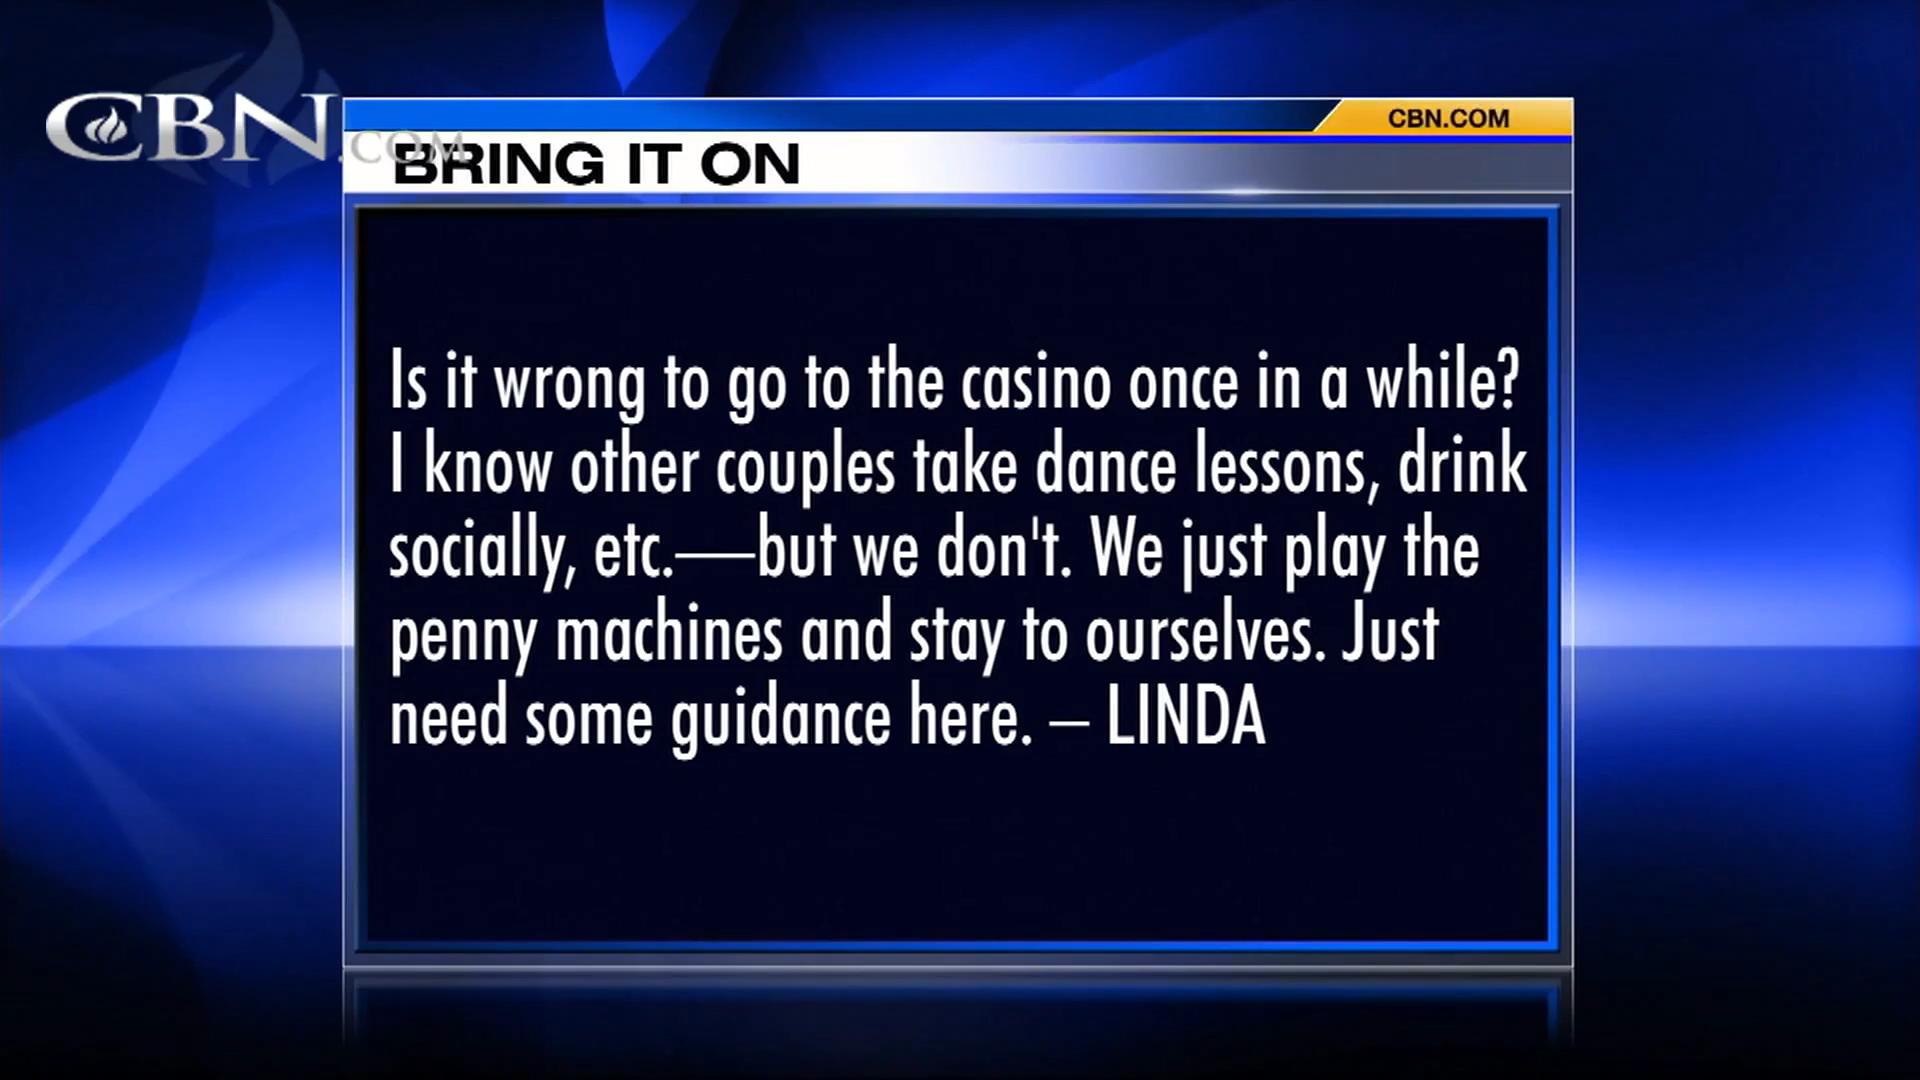 CBN.COM
CBN.COM
BRING IT ON
Is it wrong to go to the casino once in a while?
I know other couples take dance lessons, drink
socially, etc.—but we don't. We just play the
penny machines and stay to ourselves. Just
need some guidance here. – LINDA